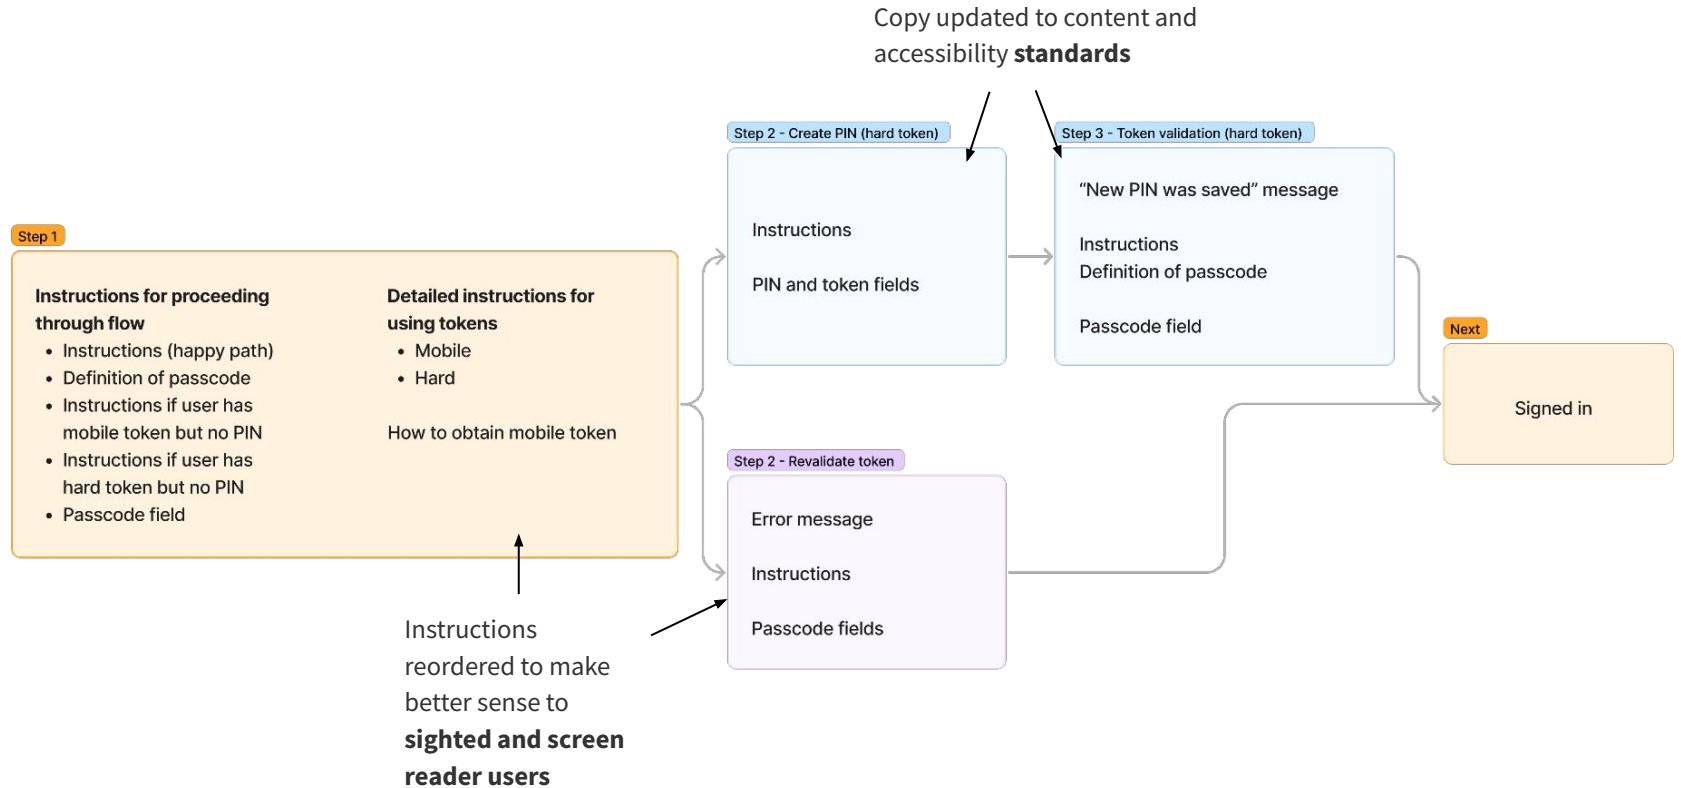 Copy updated to content and
accessibility standards
Step 1
Instructions for proceeding
through flow
• Instructions (happy path)
• Definition of passcode
• Instructions if user has
mobile token but no PIN
• Instructions if user has
hard token but no PIN
• Passcode field
Detailed instructions for
using tokens
• Mobile
• Hard
How to obtain mobile token
Step 2 - Create PIN (hard token)
Instructions
PIN and token fields
Step 3 - Token validation (hard token)
“New PIN was saved” message
Instructions
Definition of passcode
Passcode field
Step 2 - Revalidate token
Error message
Instructions
Passcode fields
Next
Signed in
Instructions
reordered to make
better sense to
sighted and screen
reader users